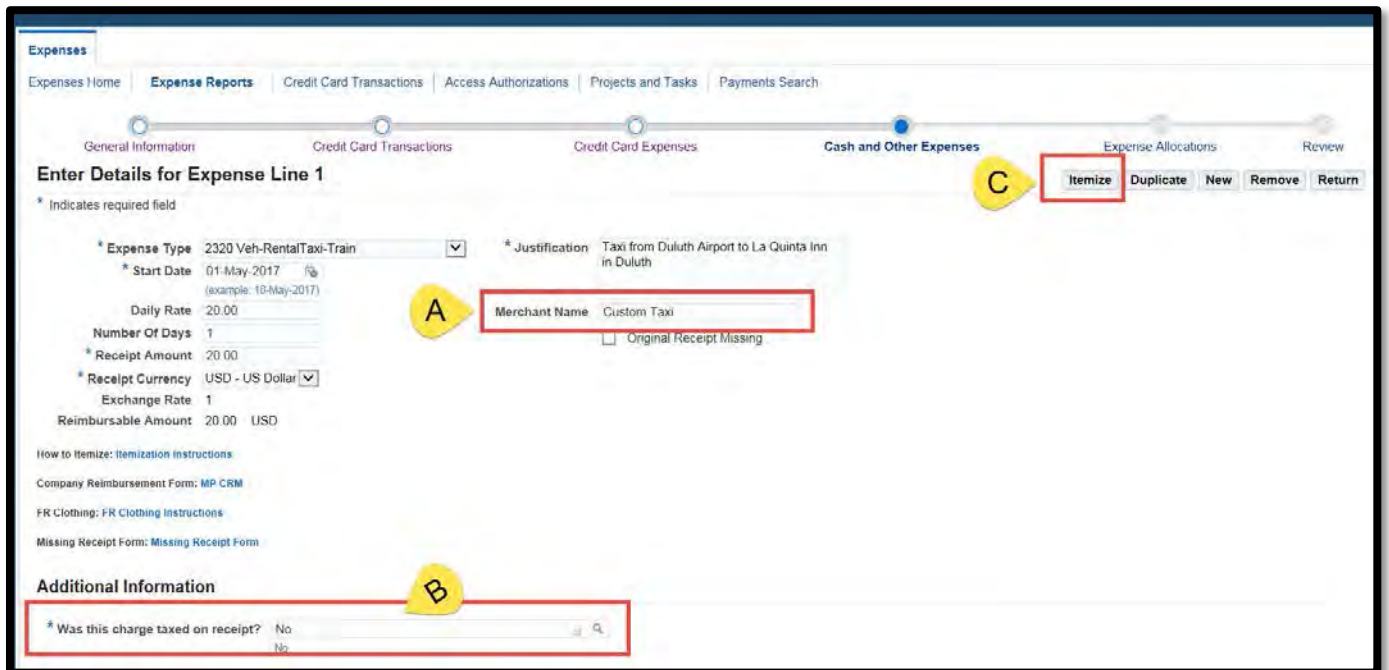 Expenses
Expenses Home | Expense Reports | Credit Card Transactions | Access Authorizations | Projects and Tasks | Payments Search
General Information Credit Card Transactions Credit Card Expenses Cash and Other Expenses Expense Allocations Review
Enter Details for Expense Line 1
C
Itemize Duplicate New Remove Return
* Indicates required field
* Expense Type 2320 Veh-RentalTaxi-Train
* Start Date 01-May-2017
(example: 10-May-2017)
Daily Rate 20.00
Number Of Days 1
* Receipt Amount 20.00
* Receipt Currency USD - US Dollar
Exchange Rate 1
Reimbursable Amount 20.00 USD
* Justification Taxi from Duluth Airport to La Quinta Inn
in Duluth
A
Merchant Name Custom Taxi
Original Receipt Missing
How to Itemize: Itemization Instructions
Company Reimbursement Form: MP CRM
FR Clothing: FR Clothing Instructions
Missing Receipt Form: Missing Receipt Form
Additional Information
B
* Was this charge taxed on receipt? No
No